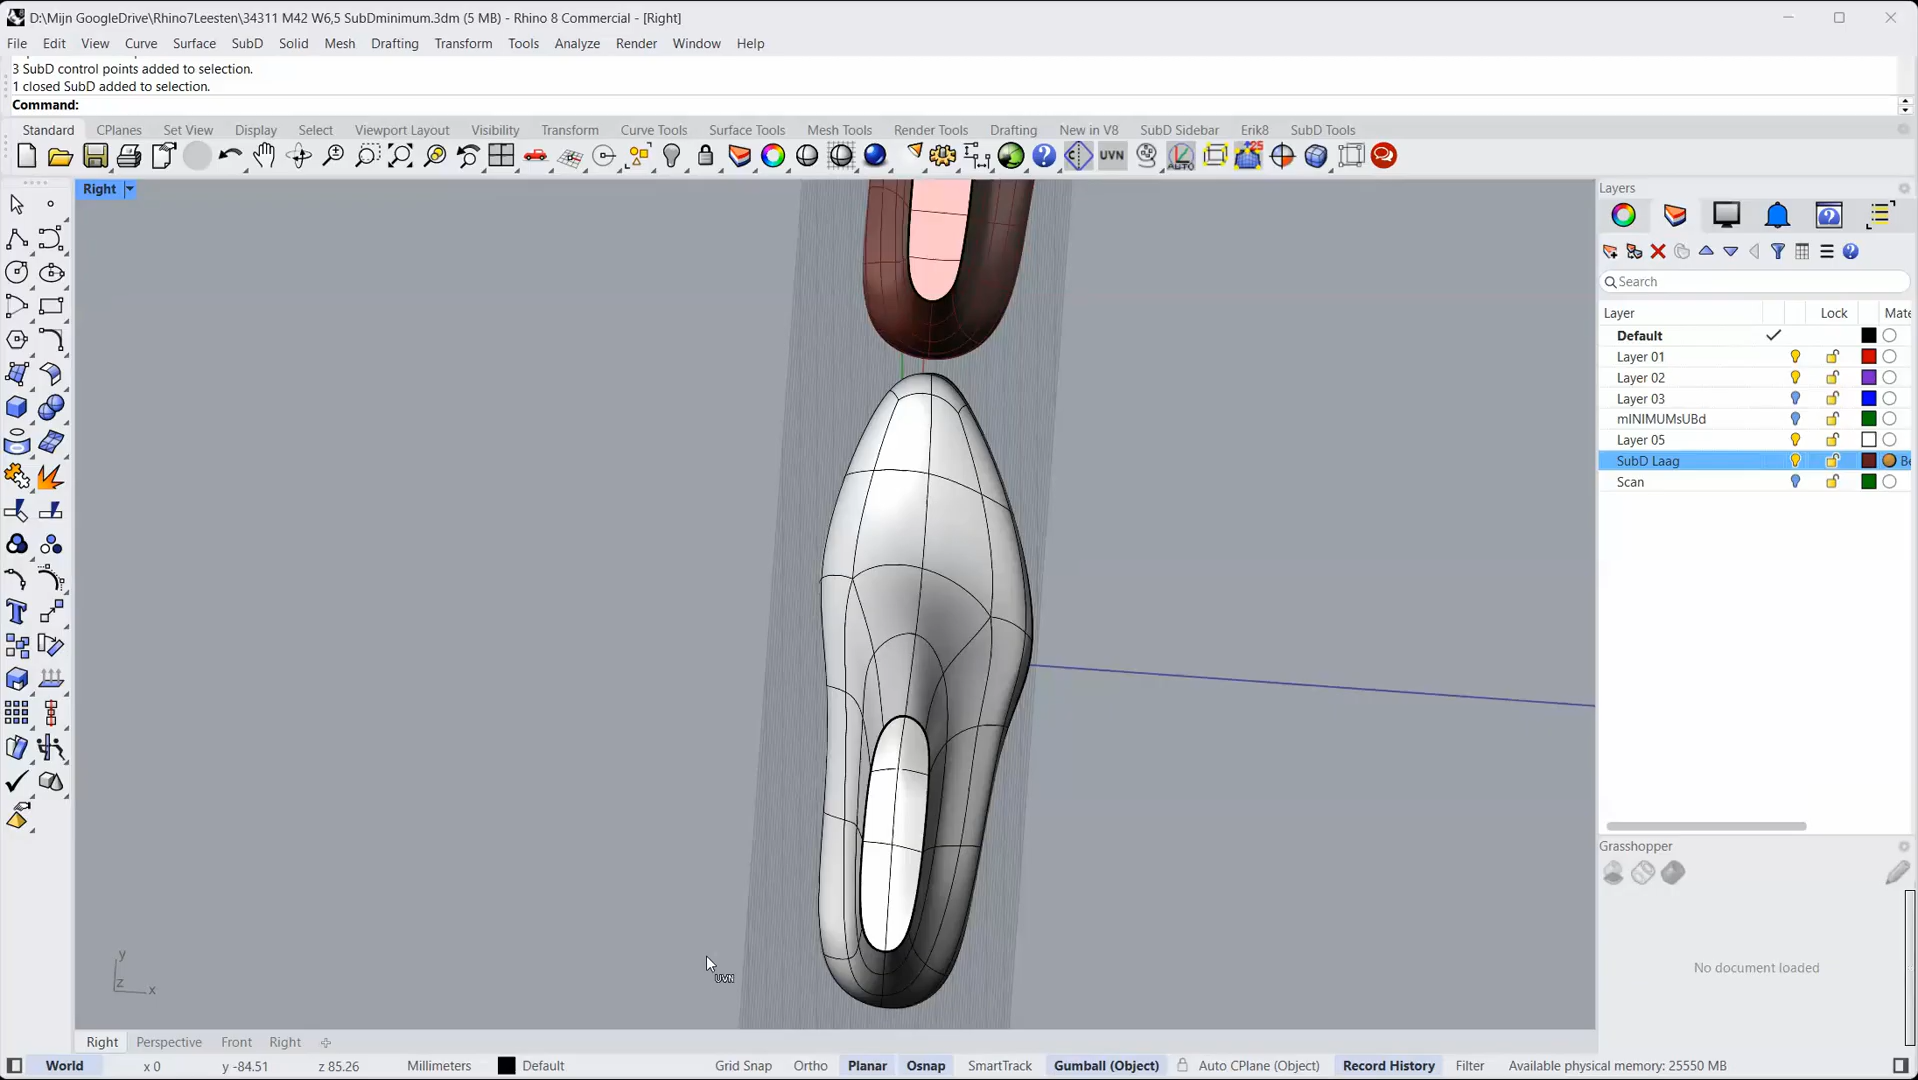 D:\Mijn GoogleDrive\Rhino7Leesten\34311 M42 W6,5 SubDminimum.3dm (5 MB) - Rhino 8 Commercial - [Right]
File Edit View Curve Surface SubD Solid Mesh Drafting Transform Tools Analyze Render Window Help
3 SubD control points added to selection.
1 closed SubD added to selection.
Command:
Standard CPlanes Set View Display Select Viewport Layout Visibility Transform Curve Tools Surface Tools Mesh Tools Render Tools Drafting New in V8 SubD Sidebar Erik8 SubD Tools
UVN
AUTO
Right
Layers
Search
Layer Lock Mate
Default
Layer 01
Layer 02
Layer 03
mINIMUMsUBd
Layer 05
SubD Laag Be
Scan
Grasshopper
No document loaded
UVN
y
z x
Right Perspective Front Right
World x 0 y -84.51 z 85.26 Millimeters Default Grid Snap Ortho Planar Osnap SmartTrack Gumball (Object) Auto CPlane (Object) Record History Filter Available physical memory: 25550 MB